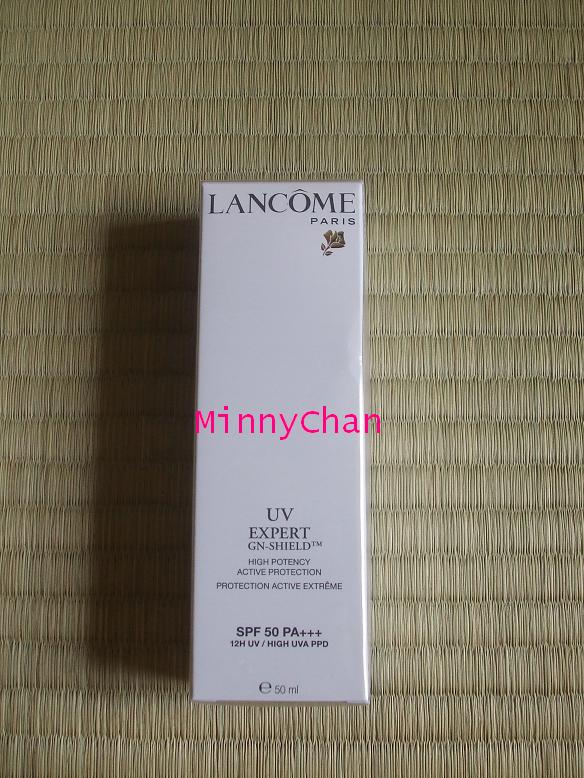 LANCÔME
PARIS
MinnyChan
UV
EXPERT
GN-SHIELD™
HIGH POTENCY
ACTIVE PROTECTION
PROTECTION ACTIVE EXTRÊME
SPF 50 PA+++
12H UV / HIGH UVA PPD
℮ 50 ml